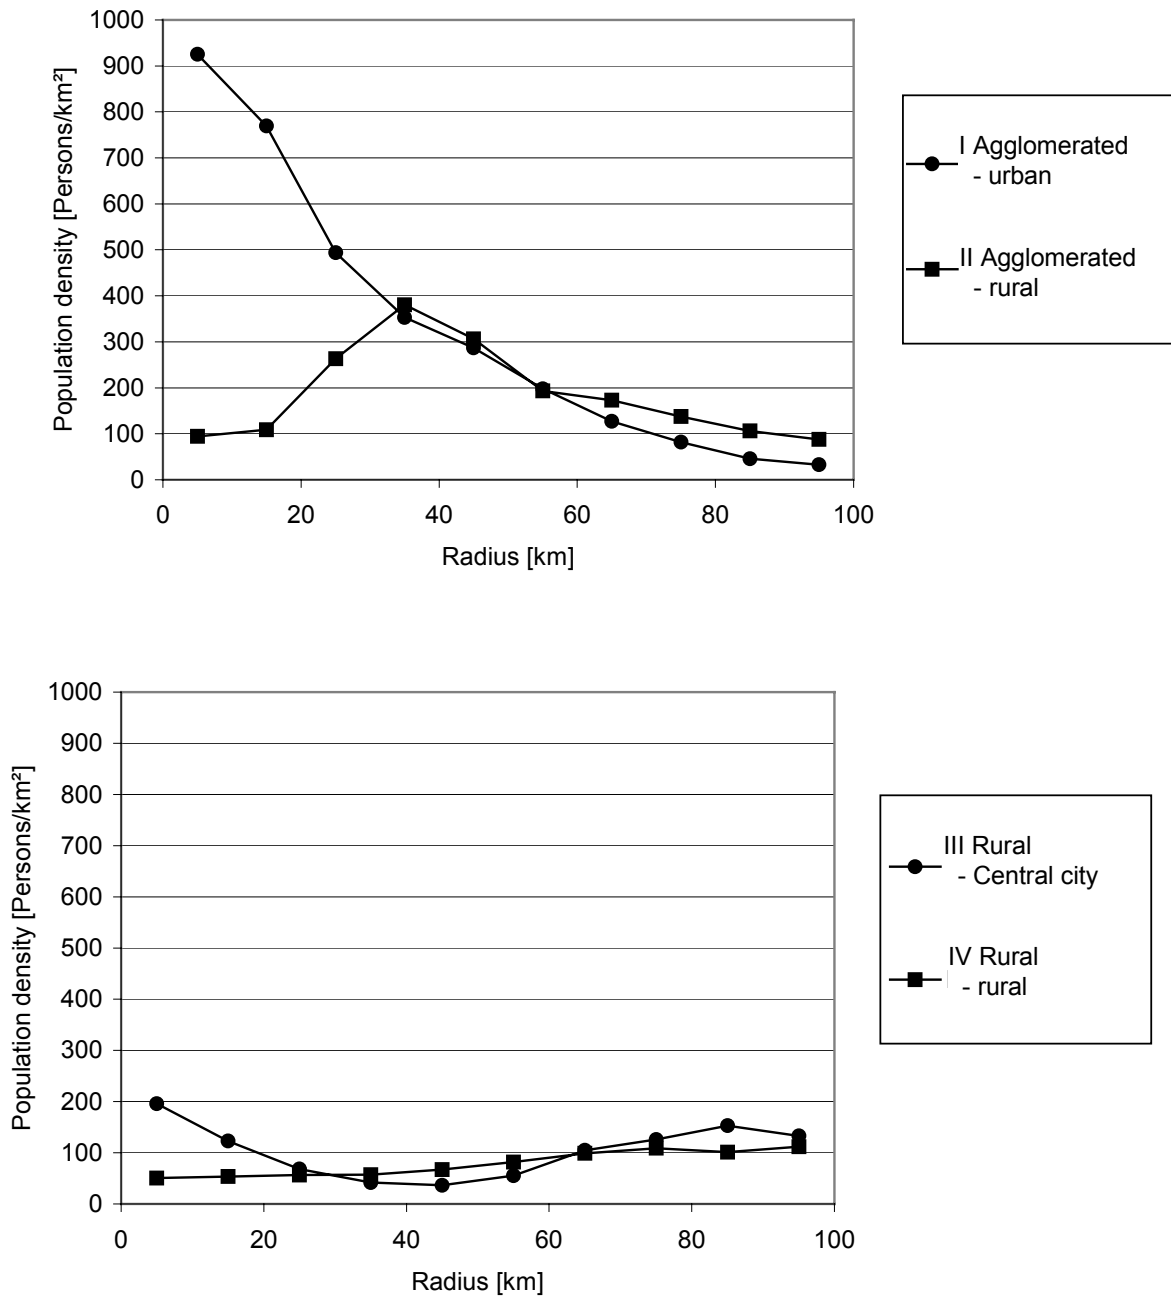 1000
900
800
700
600
500
400
300
200
100
0
Population density [Persons/km²]
0 20 40 60 80 100
Radius [km]
I Agglomerated
- urban
II Agglomerated
- rural
1000
900
800
700
600
500
400
300
200
100
0
Population density [Persons/km²]
0 20 40 60 80 100
Radius [km]
III Rural
- Central city
IV Rural
- rural